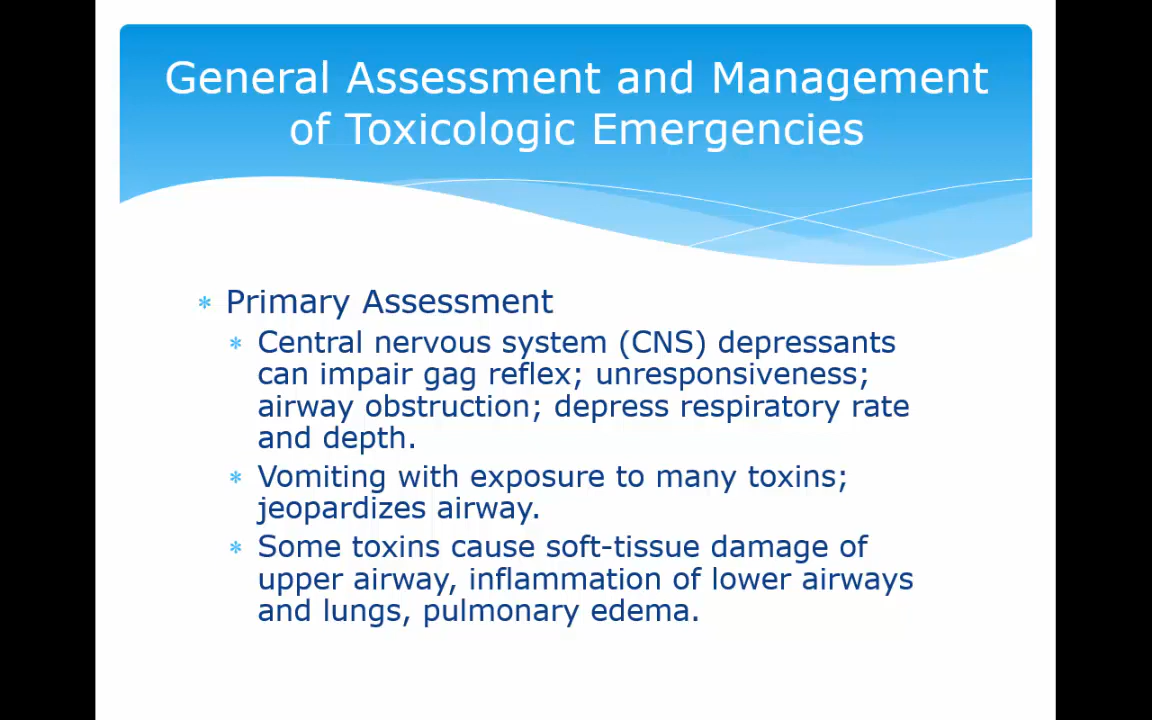 General Assessment and Management
of Toxicologic Emergencies
* Primary Assessment
* Central nervous system (CNS) depressants
can impair gag reflex; unresponsiveness;
airway obstruction; depress respiratory rate
and depth.
* Vomiting with exposure to many toxins;
jeopardizes airway.
* Some toxins cause soft-tissue damage of
upper airway, inflammation of lower airways
and lungs, pulmonary edema.